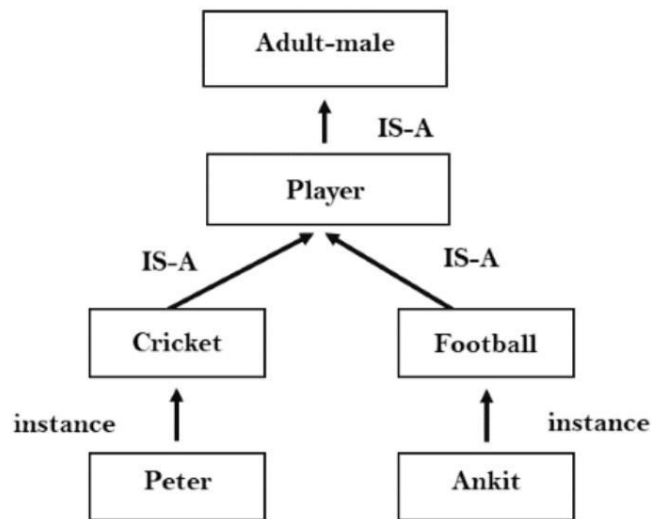 Adult-male
IS-A
Player
IS-A
IS-A
Cricket
Football
instance
instance
Peter
Ankit